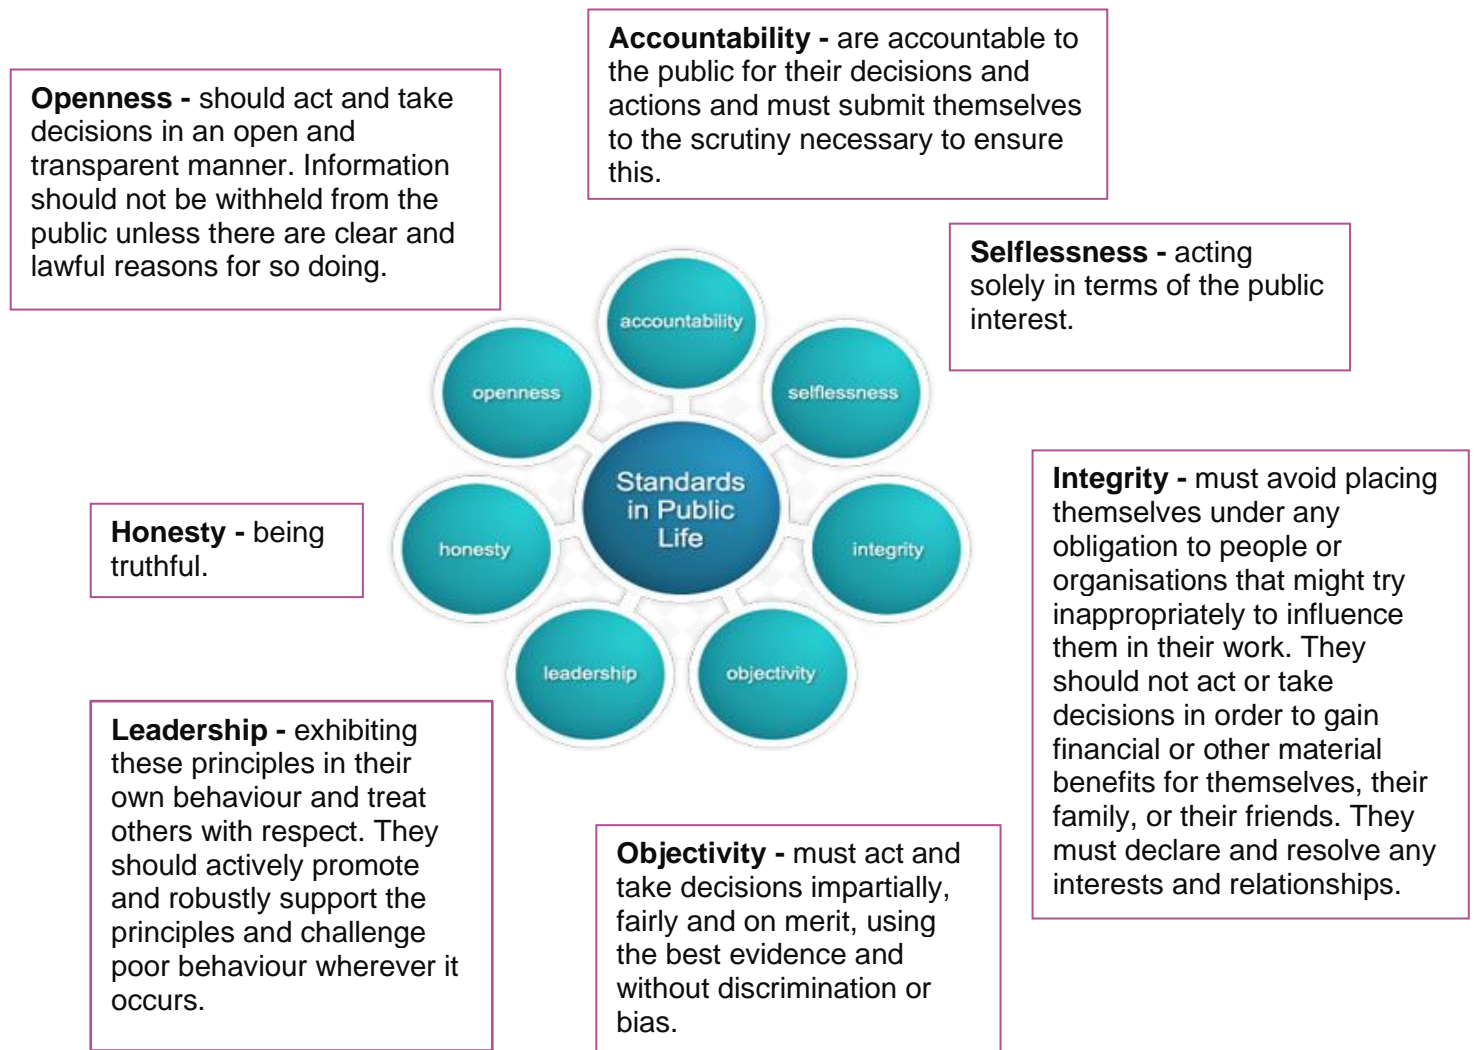 Accountability - are accountable to
the public for their decisions and
actions and must submit themselves
to the scrutiny necessary to ensure
this.
Openness - should act and take
decisions in an open and
transparent manner. Information
should not be withheld from the
public unless there are clear and
lawful reasons for so doing.
Selflessness - acting
solely in terms of the public
interest.
accountability
openness
selflessness
Standards
in Public
Life
honesty
integrity
leadership
objectivity
Integrity - must avoid placing
themselves under any
obligation to people or
organisations that might try
inappropriately to influence
them in their work. They
should not act or take
decisions in order to gain
financial or other material
benefits for themselves, their
family, or their friends. They
must declare and resolve any
interests and relationships.
Honesty - being
truthful.
Leadership - exhibiting
these principles in their
own behaviour and treat
others with respect. They
should actively promote
and robustly support the
principles and challenge
poor behaviour wherever it
occurs.
Objectivity - must act and
take decisions impartially,
fairly and on merit, using
the best evidence and
without discrimination or
bias.